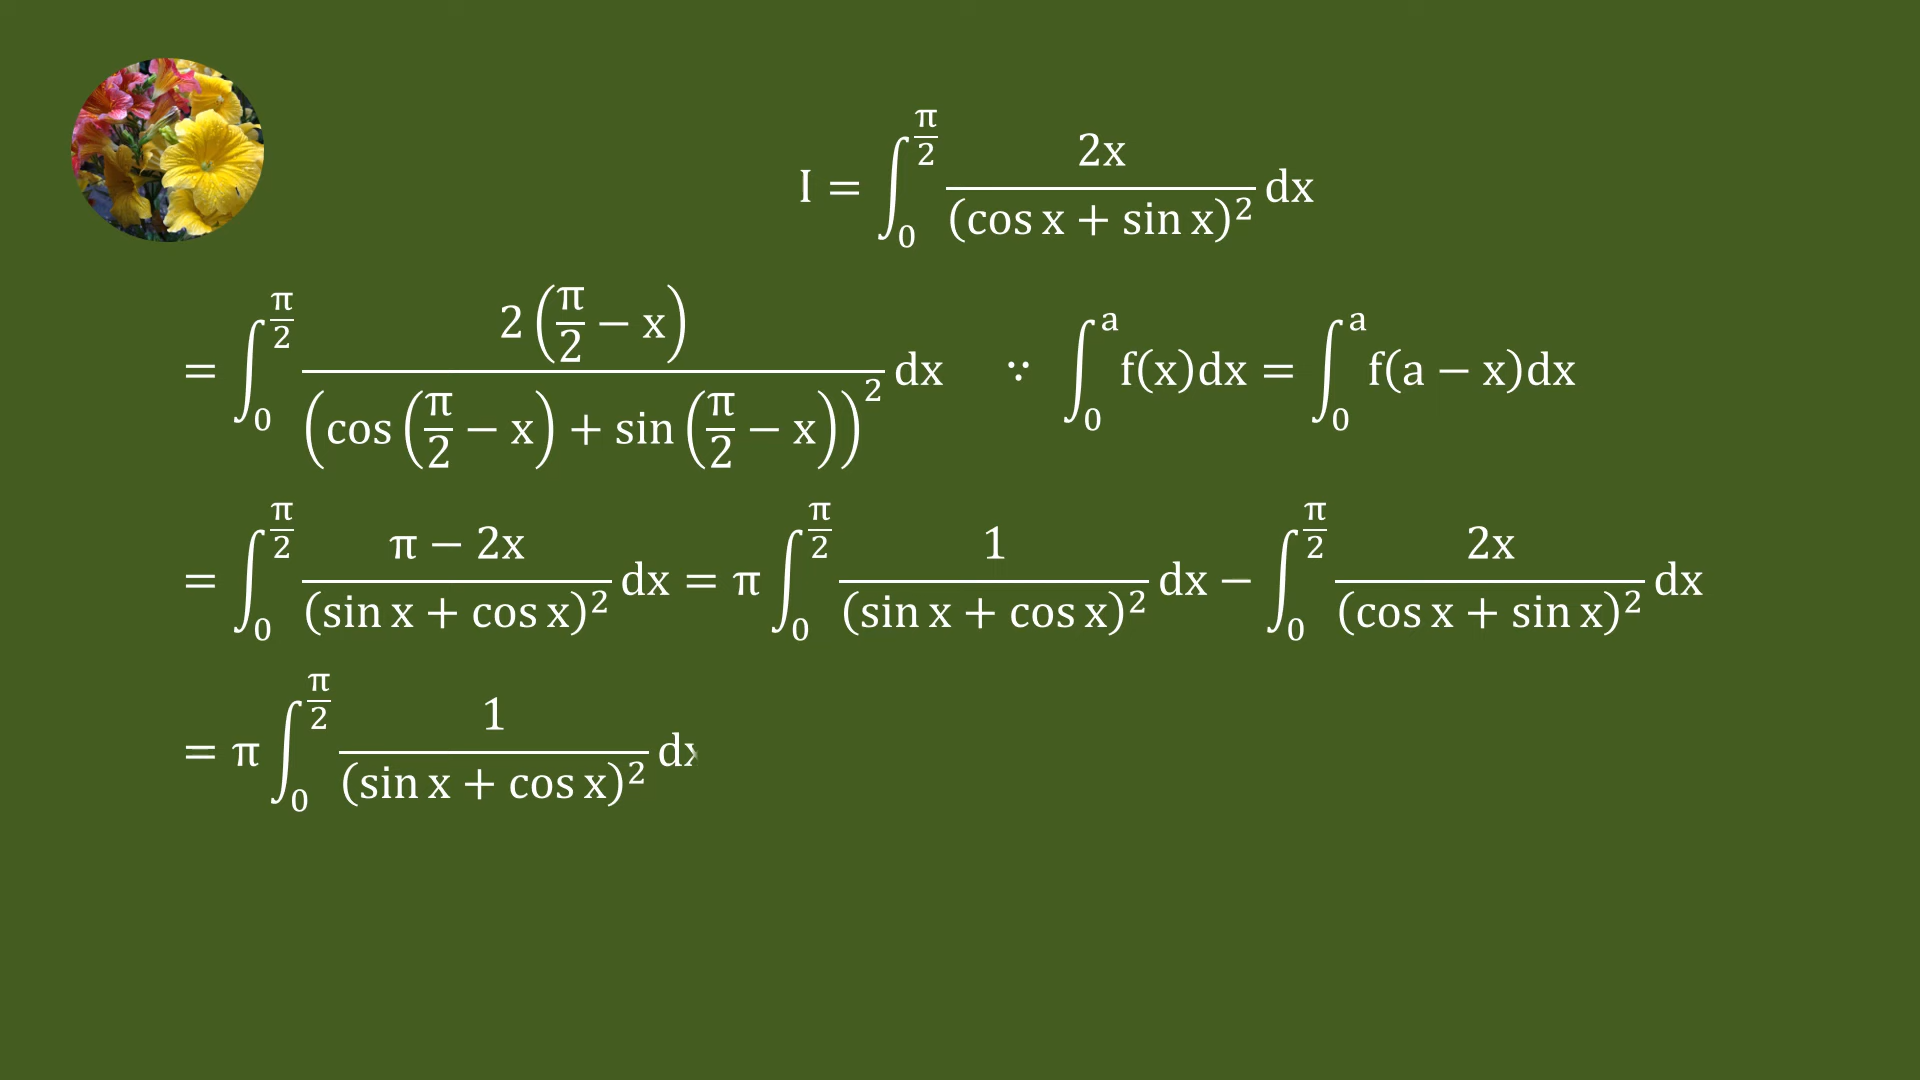 I = ∫₀^(π/2) 2x/(cos x + sin x)² dx
= ∫₀^(π/2) 2(π/2 − x)/(cos(π/2 − x) + sin(π/2 − x))² dx ∵ ∫₀^a f(x)dx = ∫₀^a f(a − x)dx
= ∫₀^(π/2) (π − 2x)/(sin x + cos x)² dx = π ∫₀^(π/2) 1/(sin x + cos x)² dx − ∫₀^(π/2) 2x/(cos x + sin x)² dx
= π ∫₀^(π/2) 1/(sin x + cos x)² dx